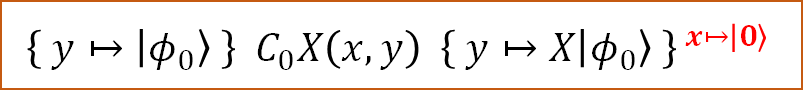 { y ↦ |ϕ₀⟩ } C₀X(x, y) { y ↦ X|ϕ₀⟩ }^{x↦|0⟩}